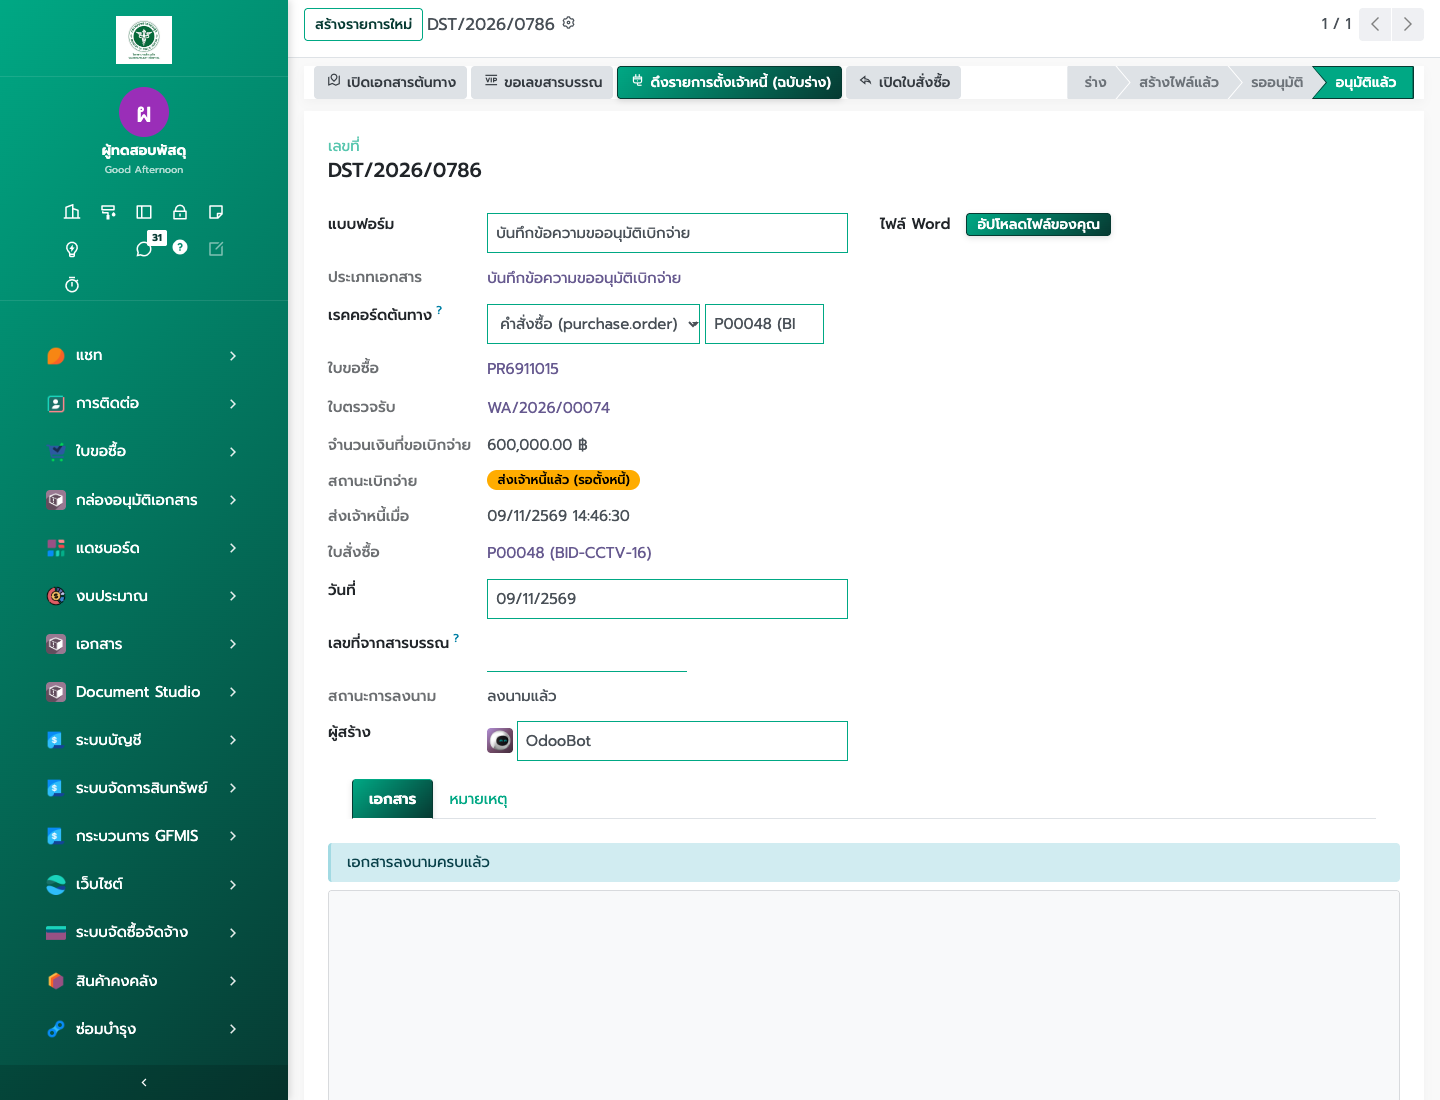 สร้างรายการใหม่ DST/2026/0786
1 / 1
เปิดเอกสารต้นทาง
ขอเลขสารบรรณ
ดึงรายการตั้งเจ้าหนี้ (ฉบับร่าง)
เปิดใบสั่งซื้อ
ร่าง
สร้างไฟล์แล้ว
รออนุมัติ
อนุมัติแล้ว
ผ
ผู้ทดสอบพัสดุ
Good Afternoon
31
?
แชท
การติดต่อ
ใบขอซื้อ
กล่องอนุมัติเอกสาร
แดชบอร์ด
งบประมาณ
เอกสาร
Document Studio
ระบบบัญชี
ระบบจัดการสินทรัพย์
กระบวนการ GFMIS
เว็บไซต์
ระบบจัดซื้อจัดจ้าง
สินค้าคงคลัง
ซ่อมบำรุง
เลขที่
DST/2026/0786
แบบฟอร์ม บันทึกข้อความขออนุมัติเบิกจ่าย
ไฟล์ Word อัปโหลดไฟล์ของคุณ
ประเภทเอกสาร บันทึกข้อความขออนุมัติเบิกจ่าย
เรคคอร์ดต้นทาง ? คำสั่งซื้อ (purchase.order) P00048 (BI
ใบขอซื้อ PR6911015
ใบตรวจรับ WA/2026/00074
จำนวนเงินที่ขอเบิกจ่าย 600,000.00 ฿
สถานะเบิกจ่าย ส่งเจ้าหนี้แล้ว (รอตั้งหนี้)
ส่งเจ้าหนี้เมื่อ 09/11/2569 14:46:30
ใบสั่งซื้อ P00048 (BID-CCTV-16)
วันที่ 09/11/2569
เลขที่จากสารบรรณ ?
สถานะการลงนาม ลงนามแล้ว
ผู้สร้าง OdooBot
เอกสาร หมายเหตุ
เอกสารลงนามครบแล้ว